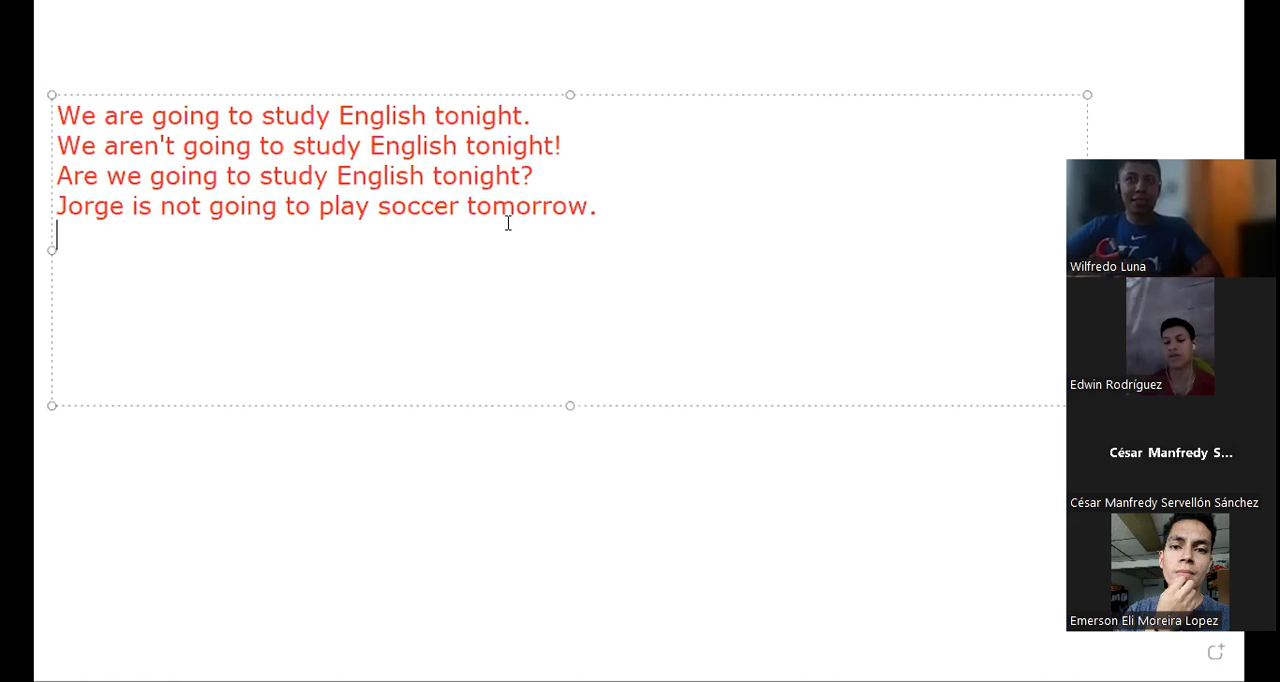 We are going to study English tonight.
We aren't going to study English tonight!
Are we going to study English tonight?
Jorge is not going to play soccer tomorrow.
Wilfredo Luna
Edwin Rodríguez
César Manfredy S...
César Manfredy Servellón Sánchez
Emerson Eli Moreira Lopez